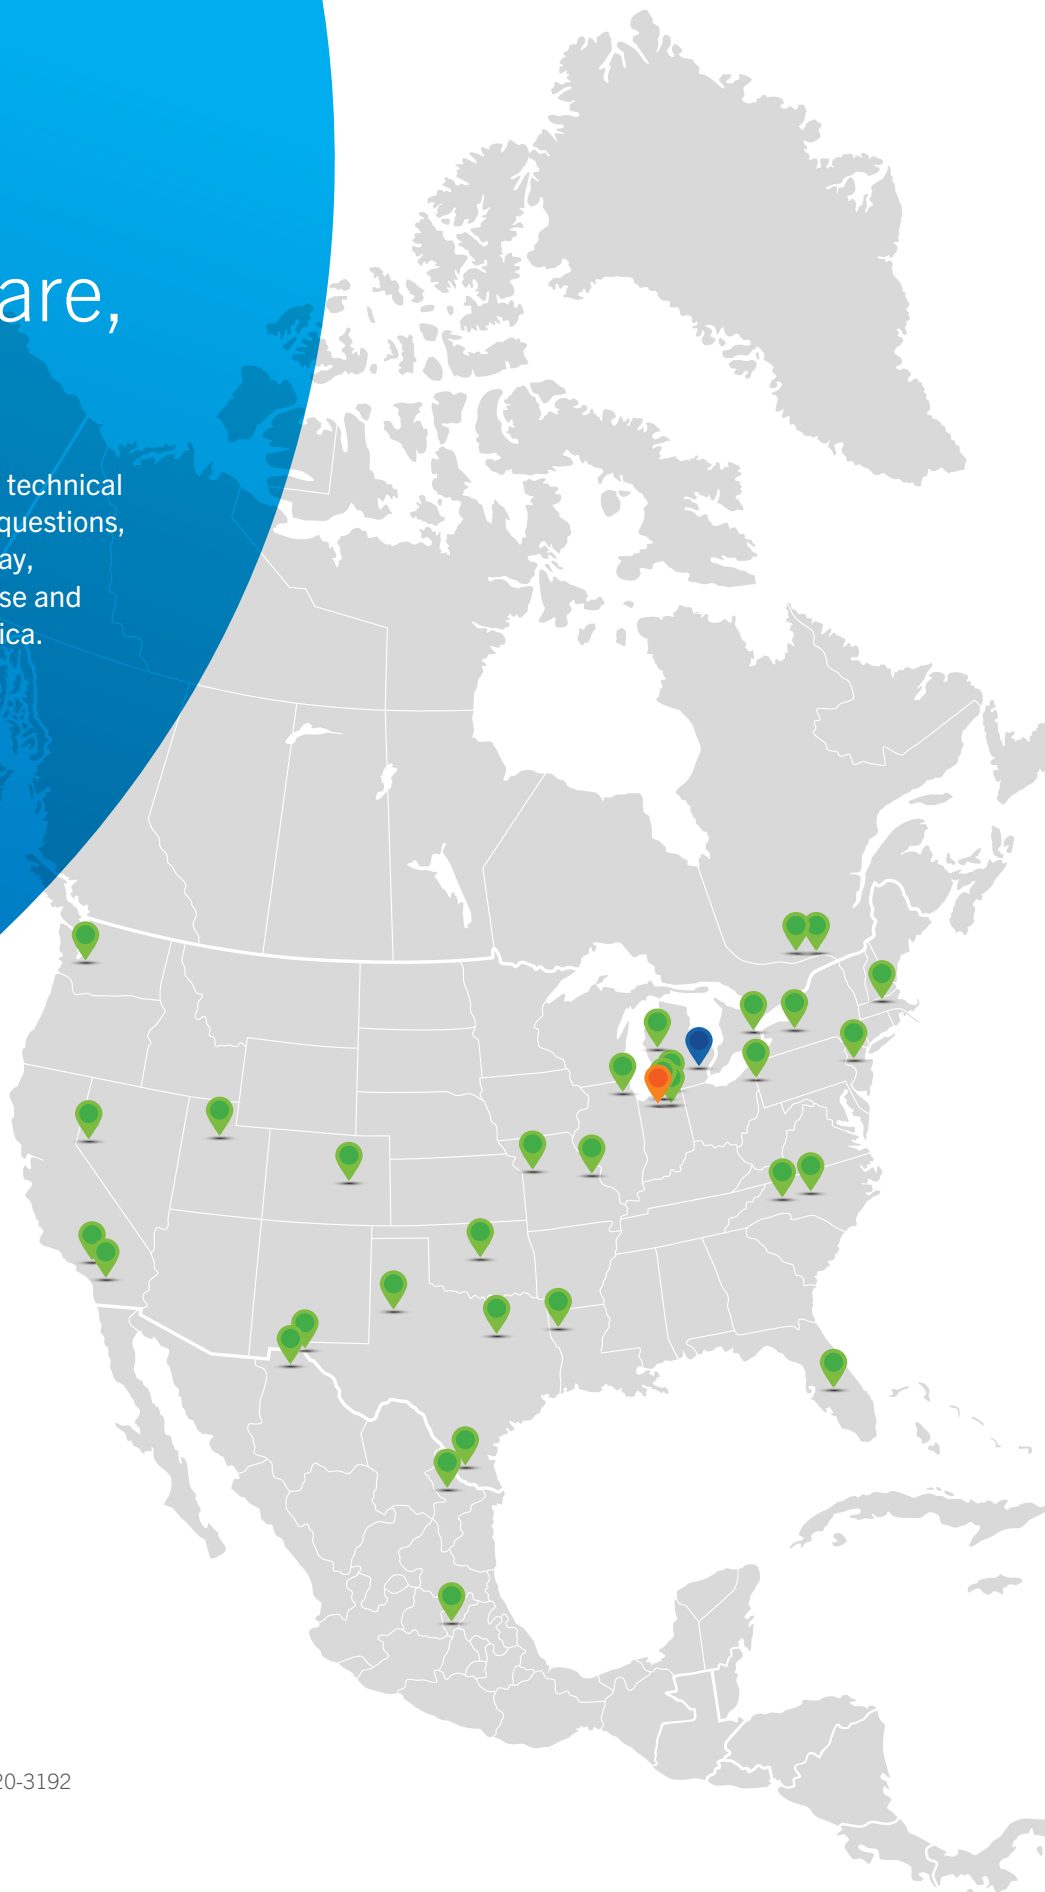 are,
technical
questions,
ay,
se and
ica.
20-3192